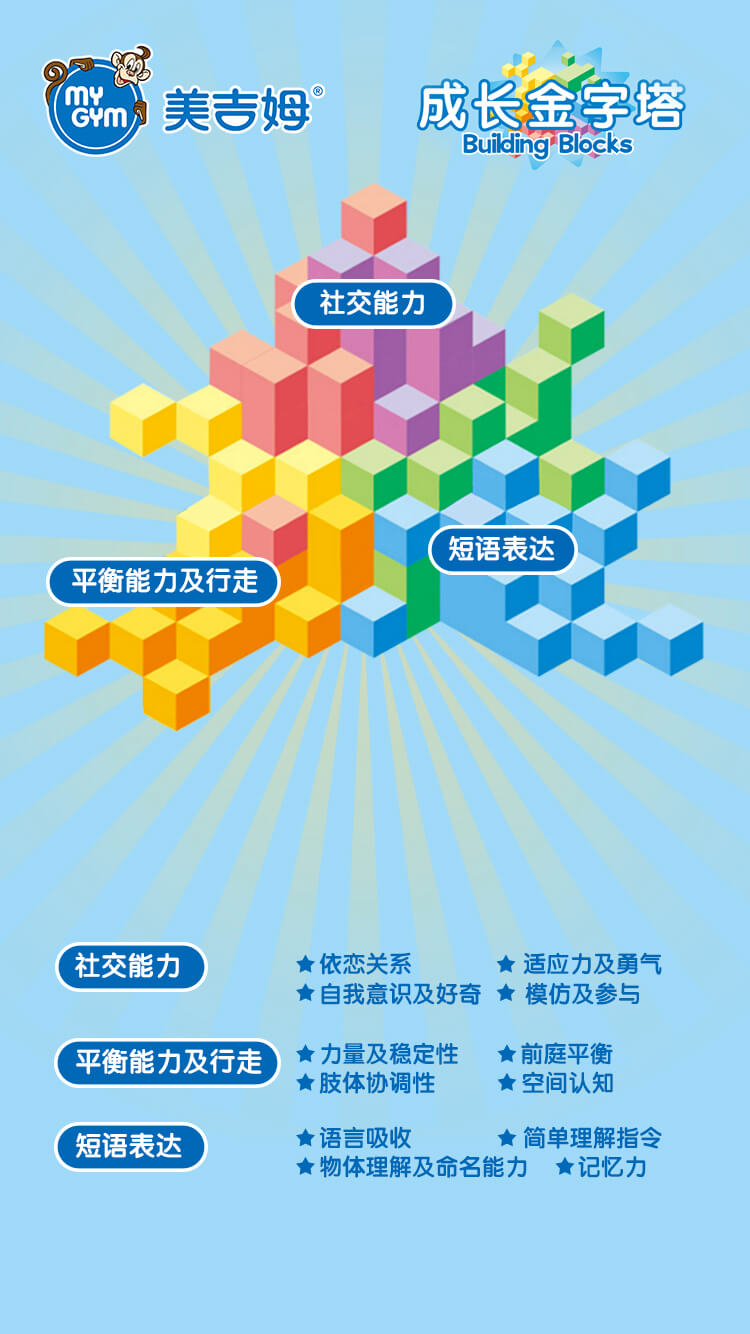 MY GYM 美吉姆®
成长金字塔
Building Blocks
社交能力
短语表达
平衡能力及行走
社交能力
★依恋关系 ★适应力及勇气
★自我意识及好奇 ★模仿及参与
平衡能力及行走
★力量及稳定性 ★前庭平衡
★肢体协调性 ★空间认知
短语表达
★语言吸收 ★简单理解指令
★物体理解及命名能力 ★记忆力